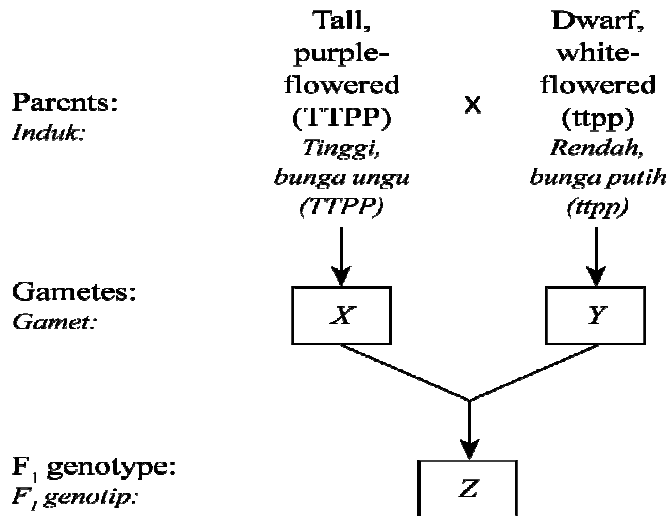 Tall,
purple-
flowered
(TTPP)
Tinggi,
bunga ungu
(TTPP)
x
Dwarf,
white-
flowered
(ttpp)
Rendah,
bunga putih
(ttpp)
Parents:
Induk:
Gametes:
Gamet:
X
Y
F₁ genotype:
F₁ genotip:
Z